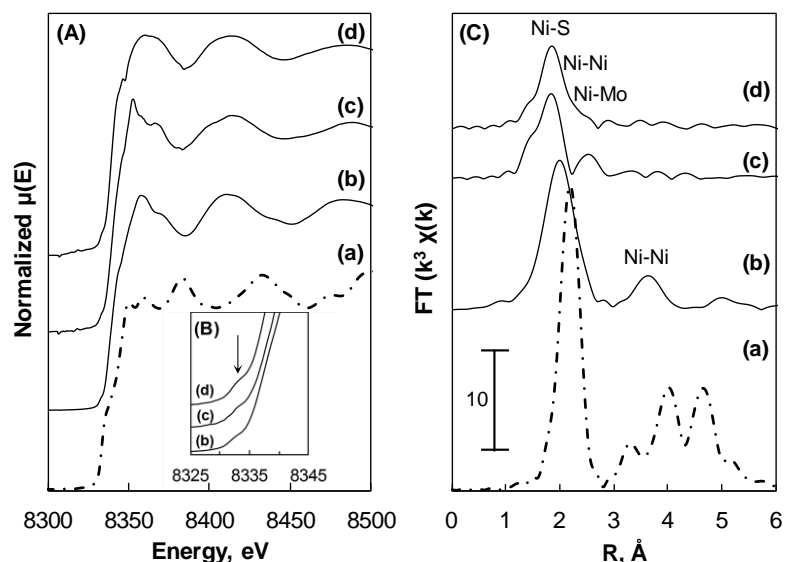 (A)
(d)
(c)
(b)
(a)
Normalized μ(E)
(B)
(d)
(c)
(b)
8325 8335 8345
8300 8350 8400 8450 8500
Energy, eV
(C)
Ni-S
Ni-Ni
Ni-Mo
(d)
(c)
Ni-Ni
(b)
(a)
10
FT (k³ χ(k)
0 1 2 3 4 5 6
R, Å